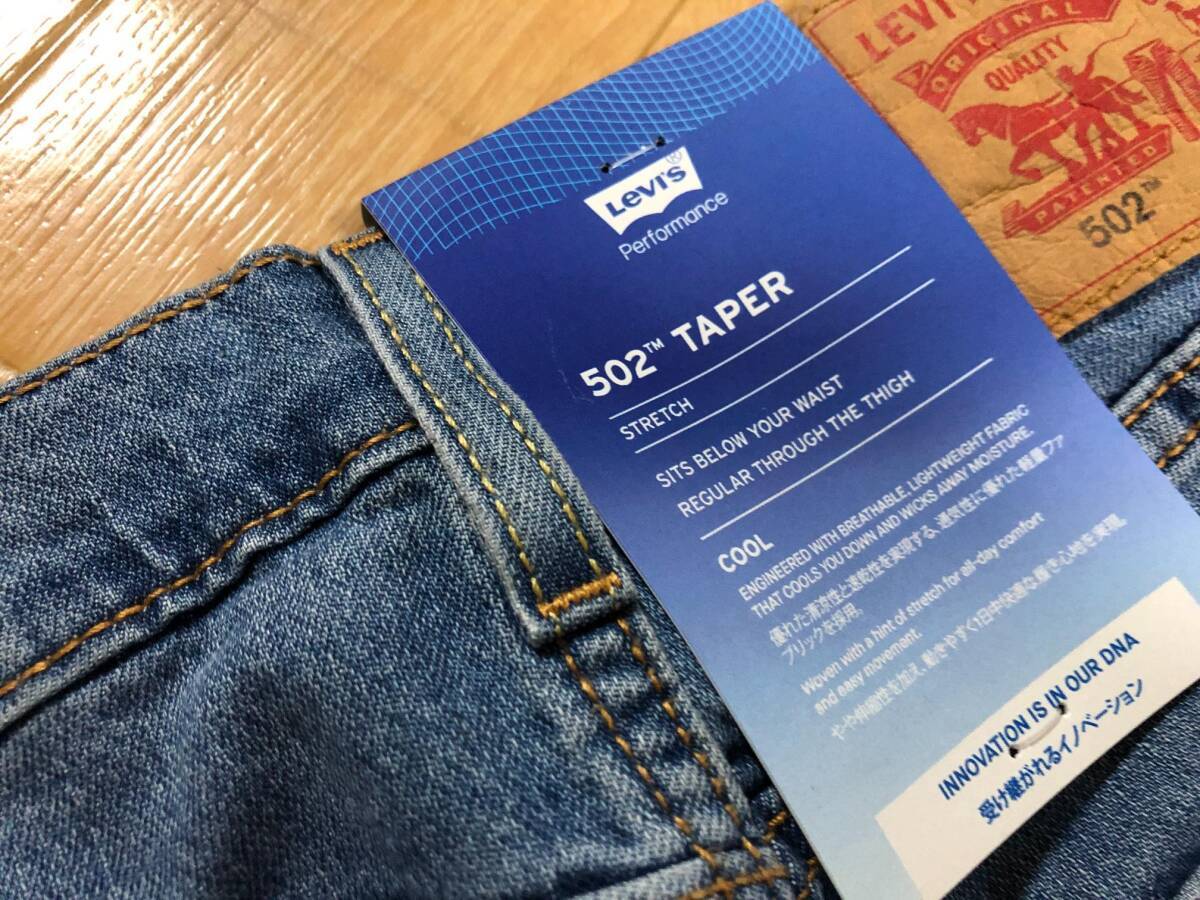 LEVI
ORIGINAL
QUALITY
PATENTED
502™
Levi's®
Performance
502™ TAPER
STRETCH
SITS BELOW YOUR WAIST
REGULAR THROUGH THE THIGH
COOL
ENGINEERED WITH BREATHABLE, LIGHTWEIGHT FABRIC
THAT COOLS YOU DOWN AND WICKS AWAY MOISTURE.
優れた清涼性と速乾性を実現する、通気性に優れた軽量ファ
ブリックを採用。
Woven with a hint of stretch for all-day comfort
and easy movement.
やや伸縮性を加え、動きやすく1日中快適な履き心地を実現。
INNOVATION IS IN OUR DNA
受け継がれるイノベーション